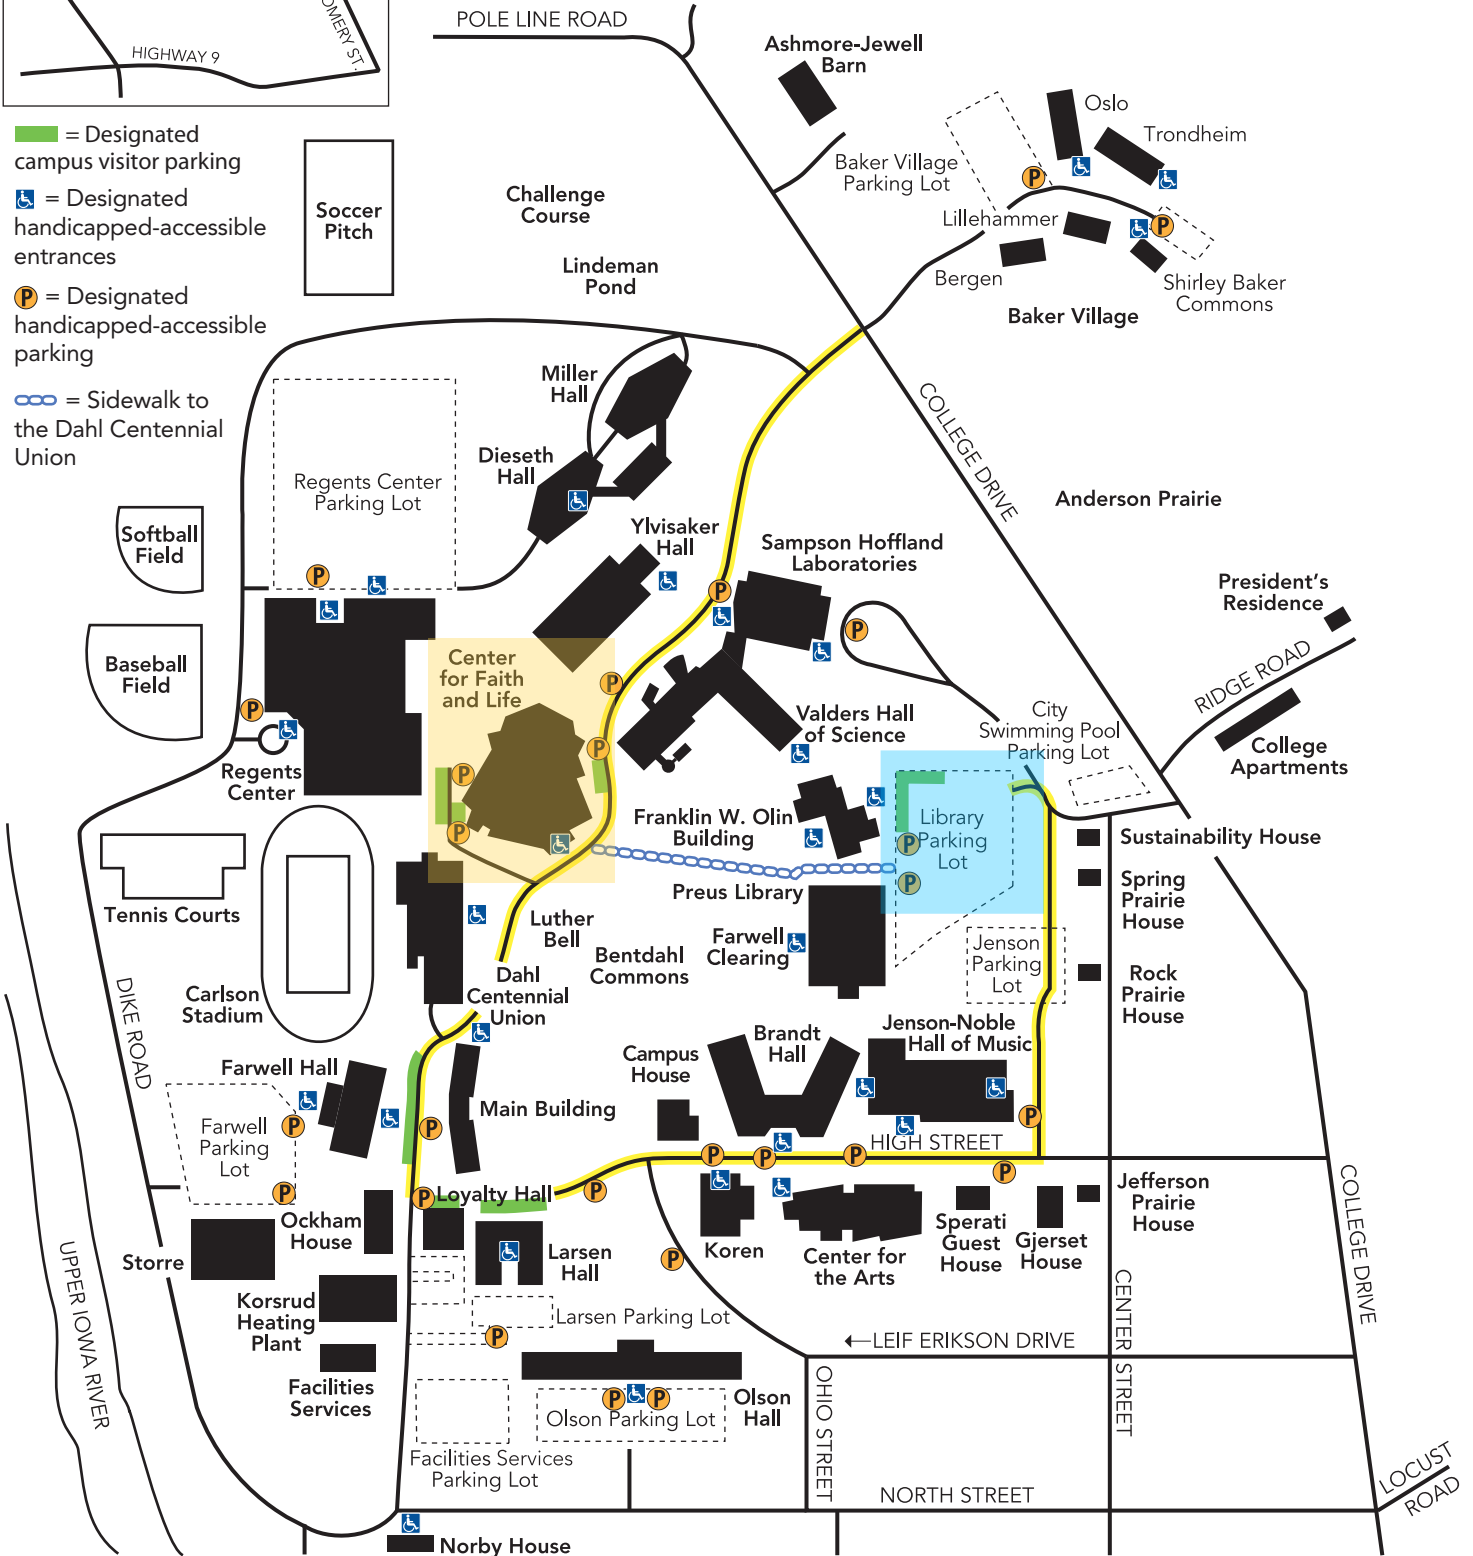 POLE LINE ROAD
OMERY ST.
HIGHWAY 9
= Designated
campus visitor parking
= Designated
handicapped-accessible
entrances
P = Designated
handicapped-accessible
parking
= Sidewalk to
the Dahl Centennial
Union
Ashmore-Jewell
Barn
Oslo
Trondheim
Baker Village
Parking Lot
P
Lillehammer
P
Bergen
Shirley Baker
Commons
Baker Village
Soccer
Pitch
Challenge
Course
Lindeman
Pond
Miller
Hall
Dieseth
Hall
COLLEGE DRIVE
Regents Center
Parking Lot
Anderson Prairie
Softball
Field
Ylvisaker
Hall
Sampson Hoffland
Laboratories
P
P
P
President's
Residence
Baseball
Field
Center
for Faith
and Life
P
RIDGE ROAD
P
P
Valders Hall
of Science
City
Swimming Pool
Parking Lot
College
Apartments
Regents
Center
P
P
P
Franklin W. Olin
Building
Library
Parking
Lot
P
P
Sustainability House
Preus Library
Spring
Prairie
House
Tennis Courts
Luther
Bell
Farwell
Clearing
Bentdahl
Commons
Jenson
Parking
Lot
Rock
Prairie
House
Carlson
Stadium
Dahl
Centennial
Union
DIKE ROAD
Brandt
Hall
Jenson-Noble
Hall of Music
Campus
House
Farwell Hall
Main Building
Farwell
Parking
Lot
P
P
P
P
HIGH STREET
P
P
P
P
Loyalty Hall
P
P
Jefferson
Prairie
House
COLLEGE DRIVE
Ockham
House
Storre
Larsen
Hall
P
Koren
Center for
the Arts
Sperati
Guest
House
Gjerset
House
UPPER IOWA RIVER
Korsrud
Heating
Plant
Larsen Parking Lot
P
LEIF ERIKSON DRIVE
CENTER STREET
Facilities
Services
P
P
Olson Parking Lot
Olson
Hall
OHIO STREET
Facilities Services
Parking Lot
NORTH STREET
LOCUST
ROAD
Norby House